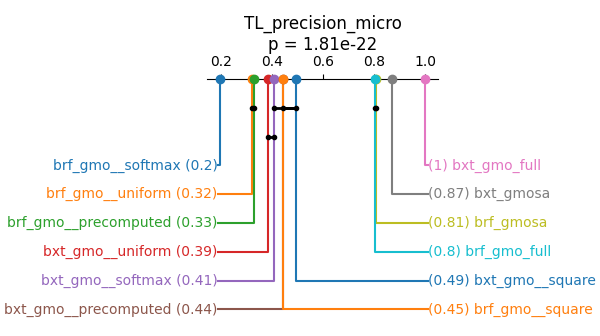 TL_precision_micro
p = 1.81e-22
0.2 0.4 0.6 0.8 1.0
brf_gmo__softmax (0.2)
(1) bxt_gmo_full
brf_gmo__uniform (0.32)
(0.87) bxt_gmosa
brf_gmo__precomputed (0.33)
(0.81) brf_gmosa
bxt_gmo__uniform (0.39)
(0.8) brf_gmo_full
bxt_gmo__softmax (0.41)
(0.49) bxt_gmo__square
bxt_gmo__precomputed (0.44)
(0.45) brf_gmo__square